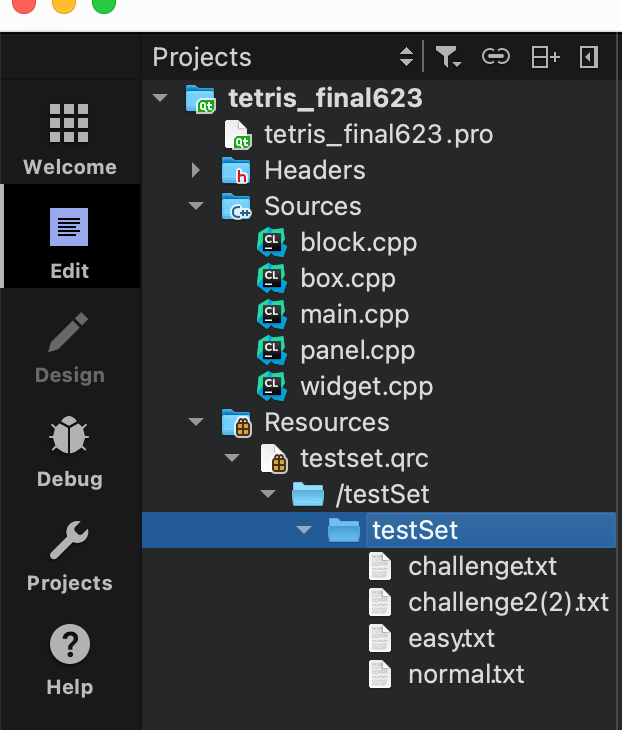 Projects
Welcome
Edit
Design
Debug
Projects
Help
tetris_final623
tetris_final623.pro
Headers
Sources
block.cpp
box.cpp
main.cpp
panel.cpp
widget.cpp
Resources
testset.qrc
/testSet
testSet
challenge.txt
challenge2(2).txt
easy.txt
normal.txt